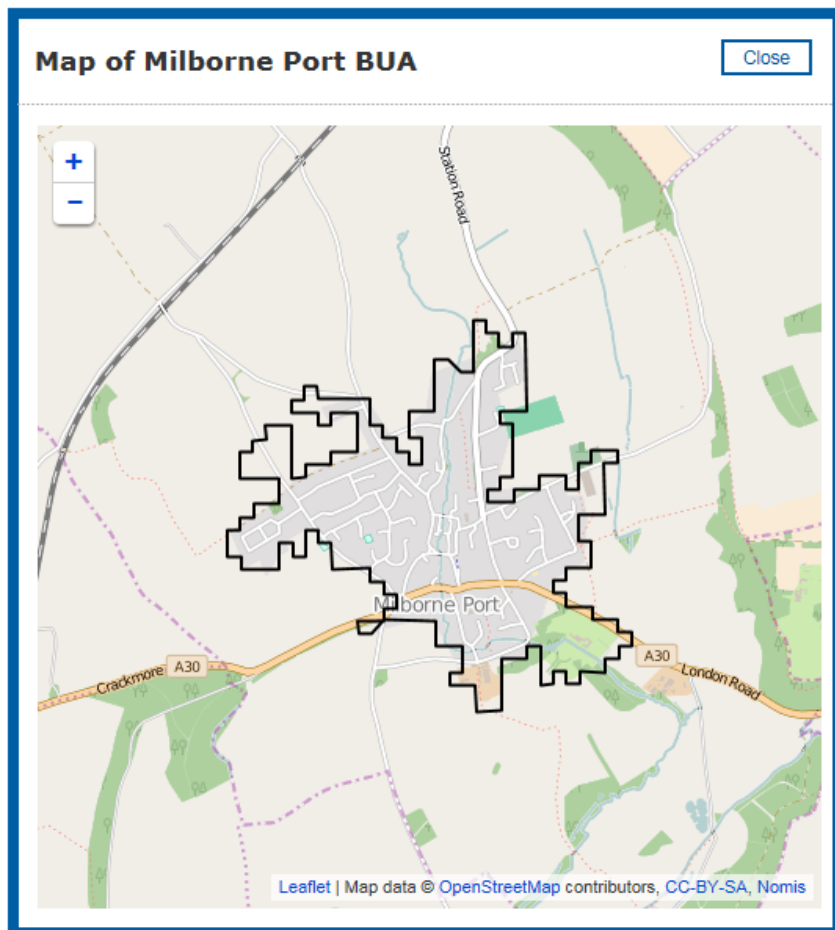 Map of Milborne Port BUA
Close
+
−
Station Road
Milborne Port
A30
Crackmore
A30
London Road
Leaflet | Map data © OpenStreetMap contributors, CC-BY-SA, Nomis